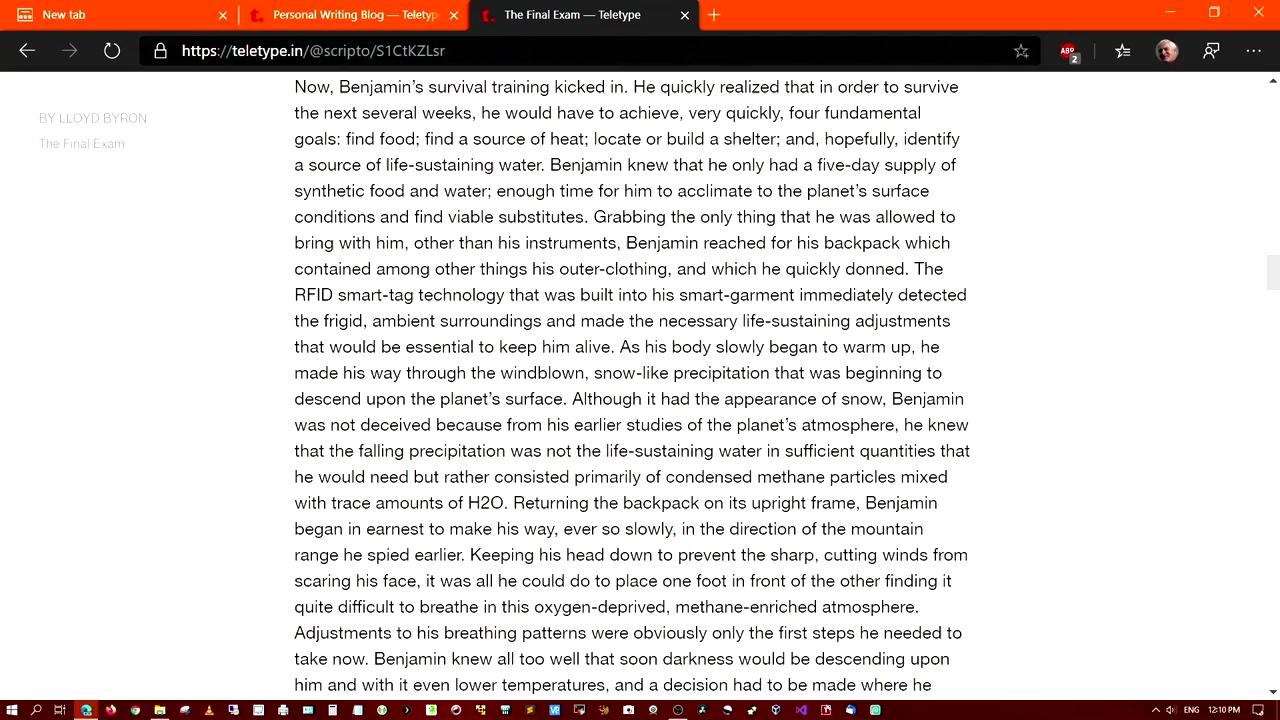 New tab
Personal Writing Blog — Teletyp
The Final Exam — Teletype
https://teletype.in/@scripto/S1CtKZLsr
ABP
2
BY LLOYD BYRON
The Final Exam
Now, Benjamin’s survival training kicked in. He quickly realized that in order to survive
the next several weeks, he would have to achieve, very quickly, four fundamental
goals: find food; find a source of heat; locate or build a shelter; and, hopefully, identify
a source of life-sustaining water. Benjamin knew that he only had a five-day supply of
synthetic food and water; enough time for him to acclimate to the planet’s surface
conditions and find viable substitutes. Grabbing the only thing that he was allowed to
bring with him, other than his instruments, Benjamin reached for his backpack which
contained among other things his outer-clothing, and which he quickly donned. The
RFID smart-tag technology that was built into his smart-garment immediately detected
the frigid, ambient surroundings and made the necessary life-sustaining adjustments
that would be essential to keep him alive. As his body slowly began to warm up, he
made his way through the windblown, snow-like precipitation that was beginning to
descend upon the planet’s surface. Although it had the appearance of snow, Benjamin
was not deceived because from his earlier studies of the planet’s atmosphere, he knew
that the falling precipitation was not the life-sustaining water in sufficient quantities that
he would need but rather consisted primarily of condensed methane particles mixed
with trace amounts of H2O. Returning the backpack on its upright frame, Benjamin
began in earnest to make his way, ever so slowly, in the direction of the mountain
range he spied earlier. Keeping his head down to prevent the sharp, cutting winds from
scaring his face, it was all he could do to place one foot in front of the other finding it
quite difficult to breathe in this oxygen-deprived, methane-enriched atmosphere.
Adjustments to his breathing patterns were obviously only the first steps he needed to
take now. Benjamin knew all too well that soon darkness would be descending upon
him and with it even lower temperatures, and a decision had to be made where he
ENG
12:10 PM